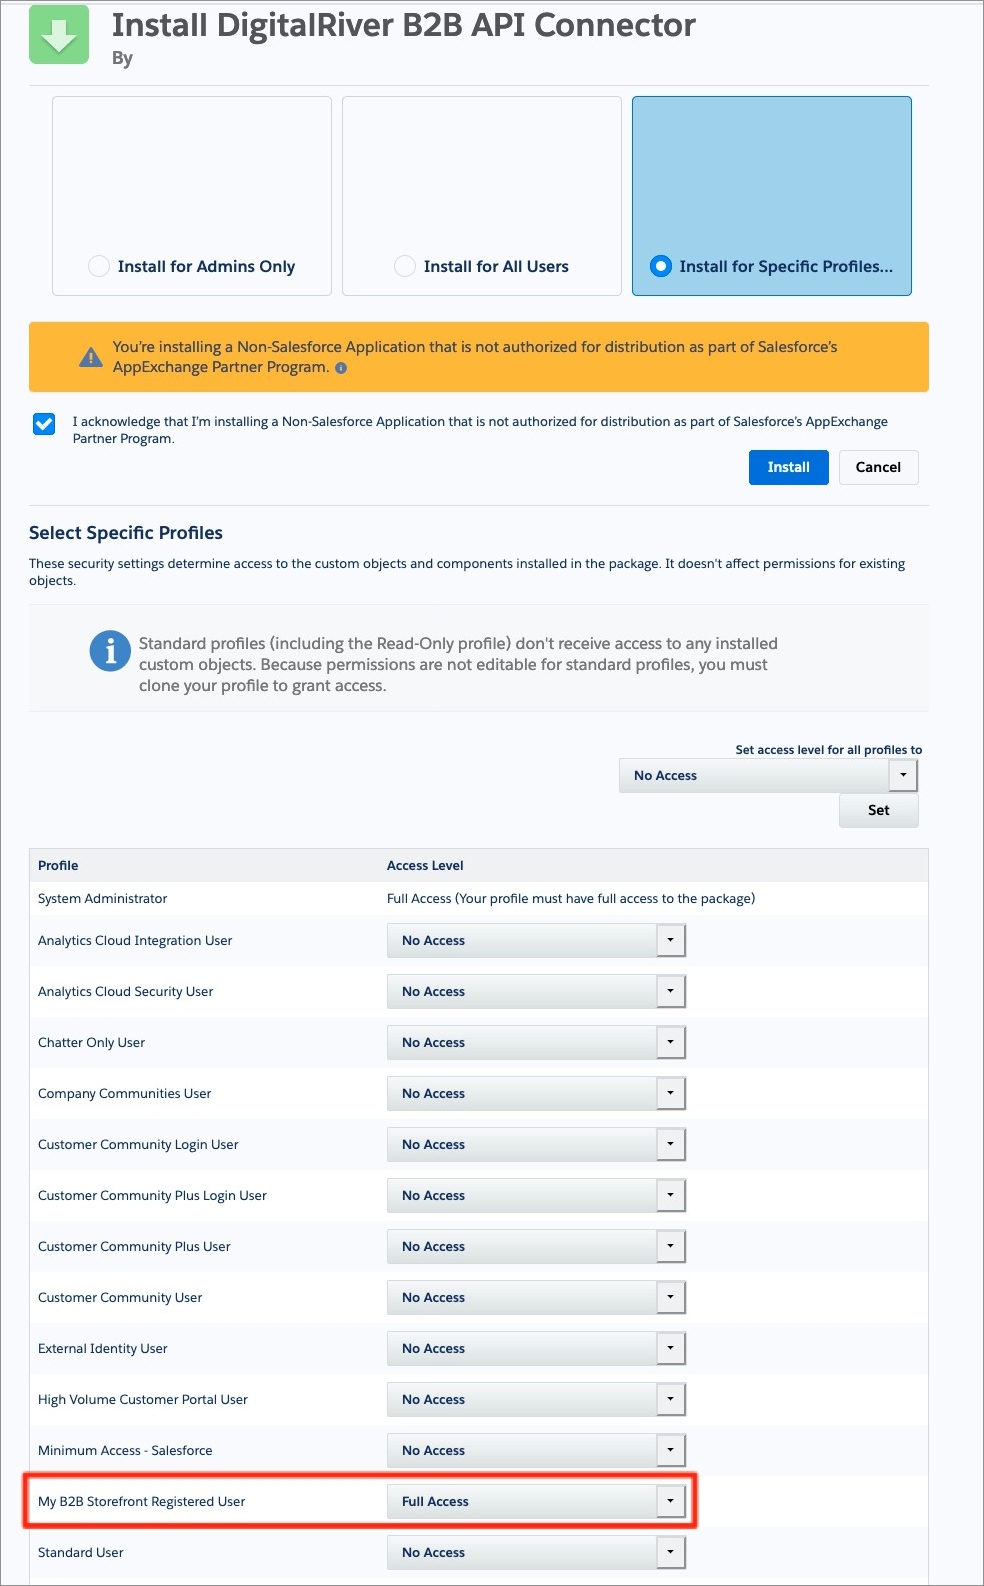 Install DigitalRiver B2B API Connector
By
Install for Admins Only
Install for All Users
Install for Specific Profiles...
You're installing a Non-Salesforce Application that is not authorized for distribution as part of Salesforce's
AppExchange Partner Program.
I acknowledge that I'm installing a Non-Salesforce Application that is not authorized for distribution as part of Salesforce's AppExchange
Partner Program.
Install
Cancel
Select Specific Profiles
These security settings determine access to the custom objects and components installed in the package. It doesn't affect permissions for existing
objects.
Standard profiles (including the Read-Only profile) don't receive access to any installed
custom objects. Because permissions are not editable for standard profiles, you must
clone your profile to grant access.
Set access level for all profiles to
No Access
Set
Profile Access Level
System Administrator Full Access (Your profile must have full access to the package)
Analytics Cloud Integration User No Access
Analytics Cloud Security User No Access
Chatter Only User No Access
Company Communities User No Access
Customer Community Login User No Access
Customer Community Plus Login User No Access
Customer Community Plus User No Access
Customer Community User No Access
External Identity User No Access
High Volume Customer Portal User No Access
Minimum Access - Salesforce No Access
My B2B Storefront Registered User Full Access
Standard User No Access